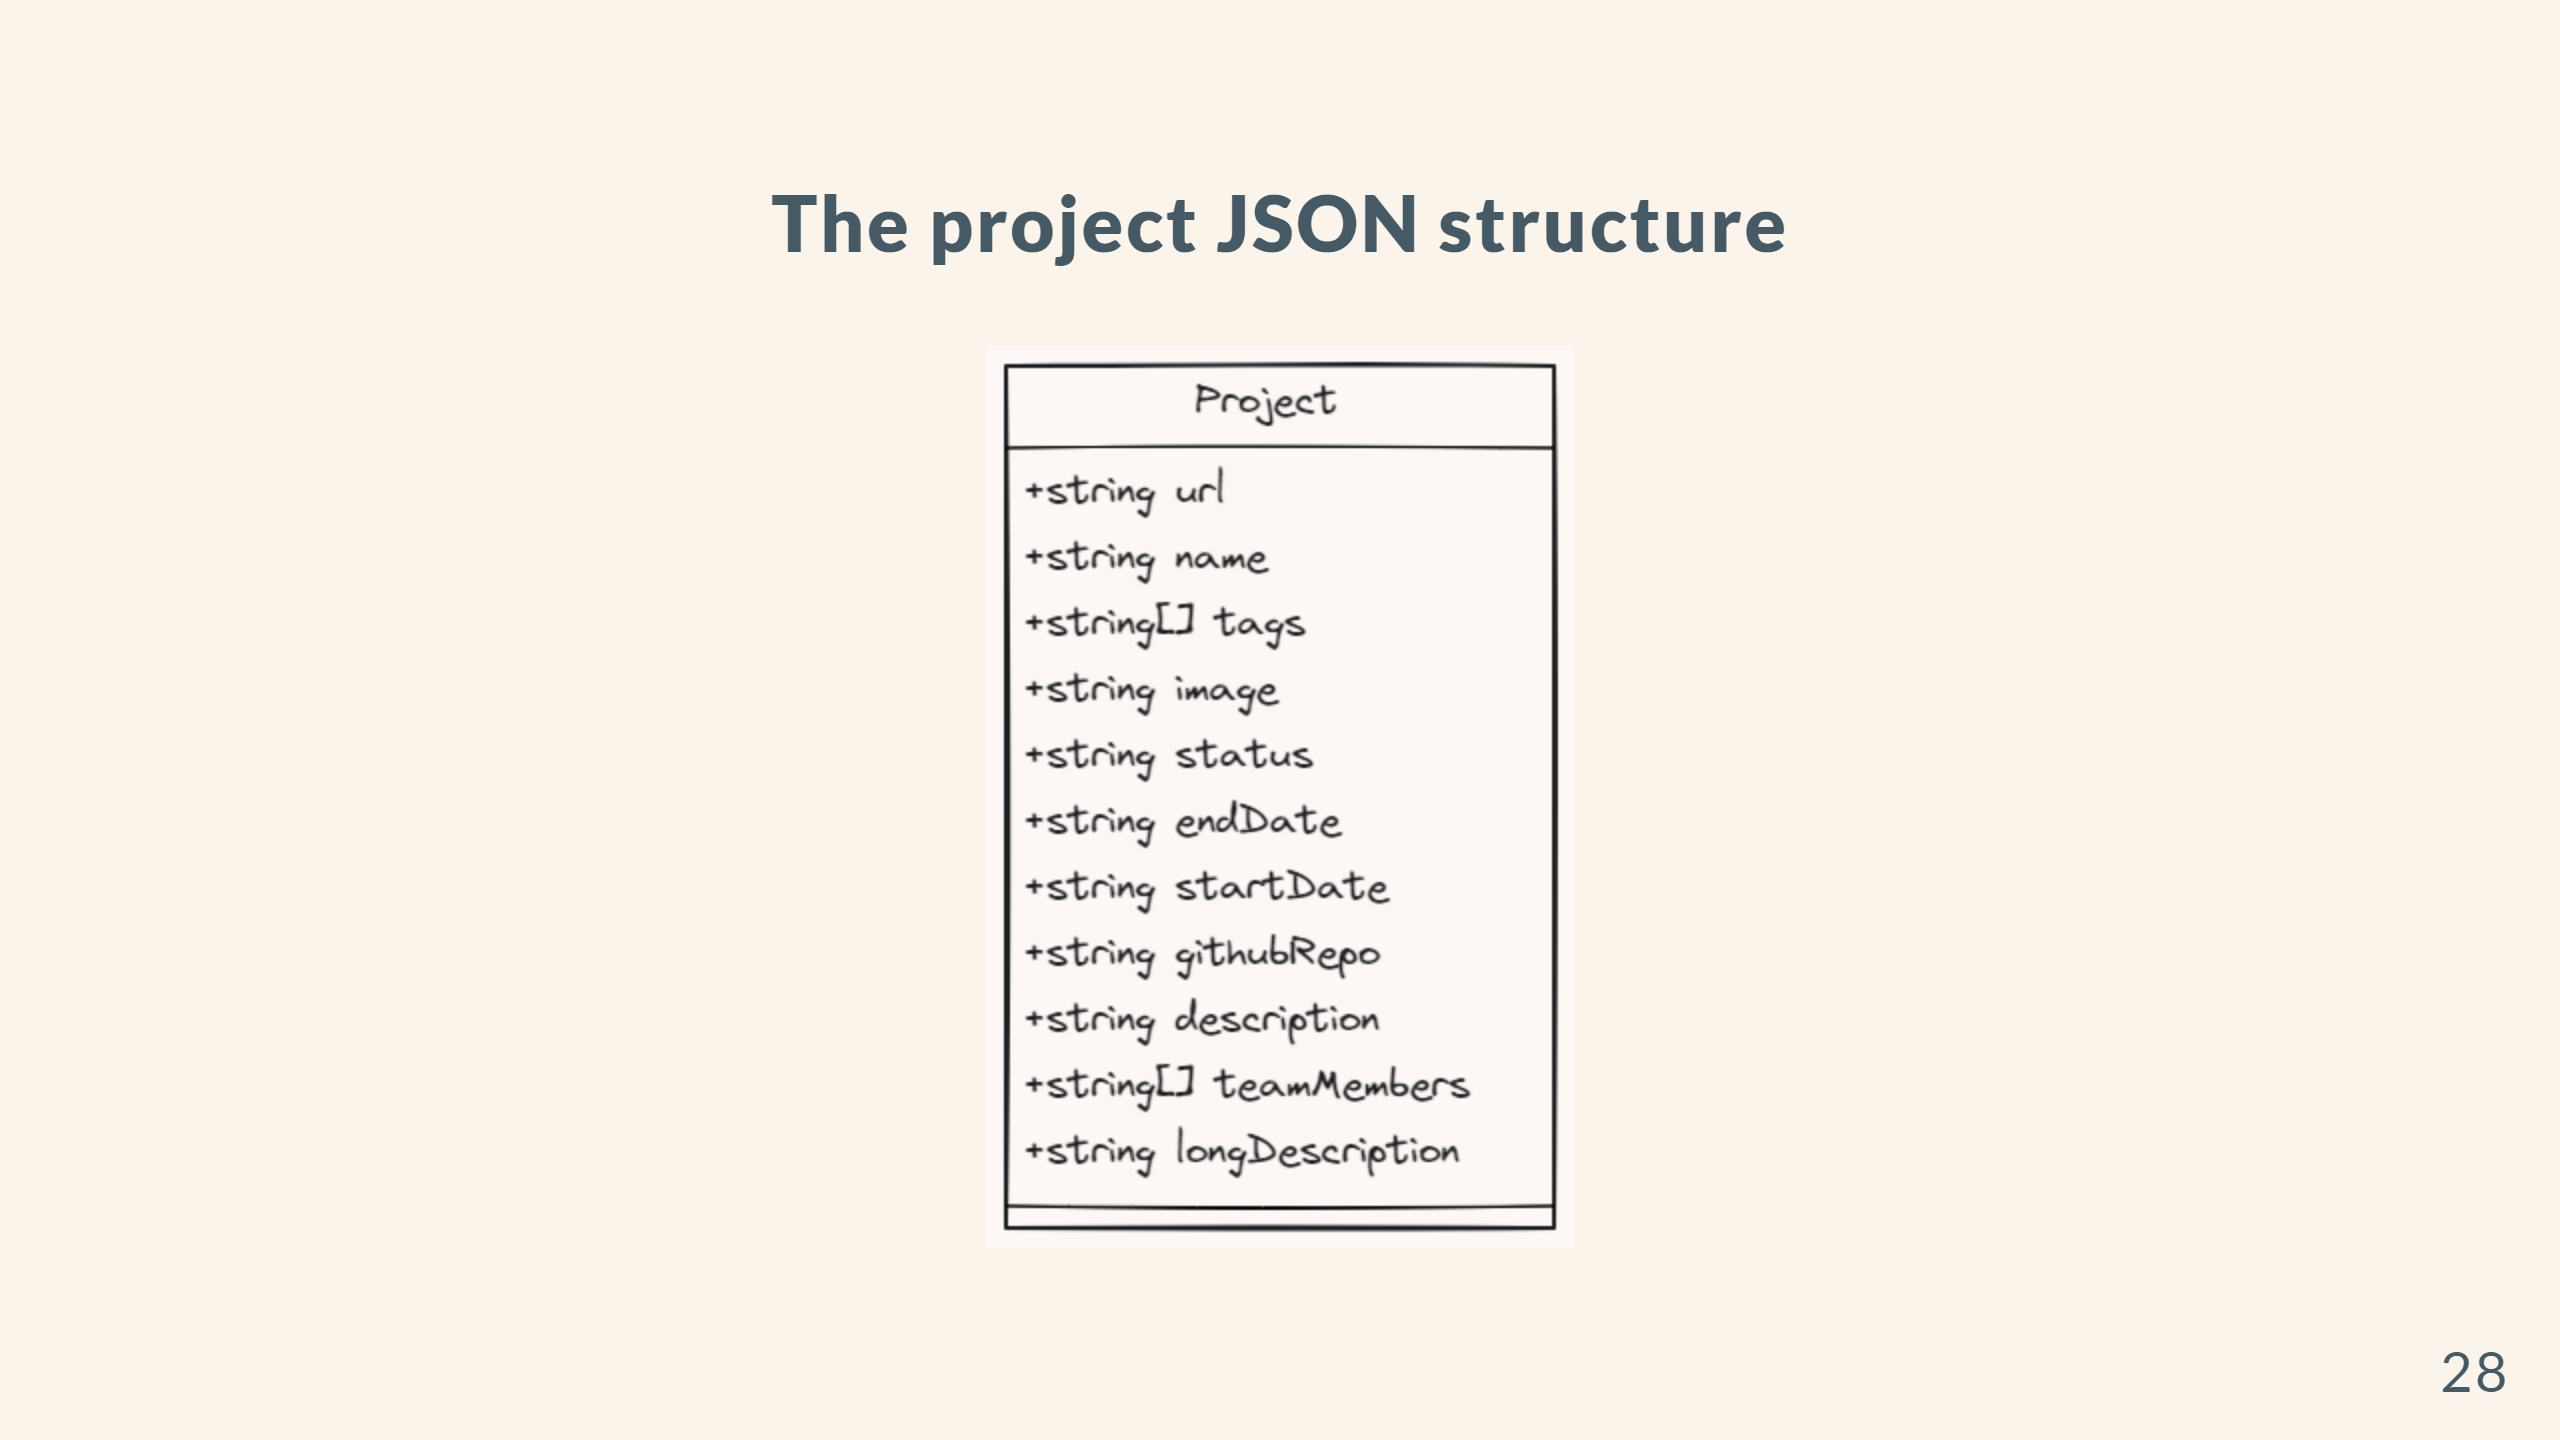 The project JSON structure
Project
+string url
+string name
+string[] tags
+string image
+string status
+string endDate
+string startDate
+string githubRepo
+string description
+string[] teamMembers
+string longDescription
28